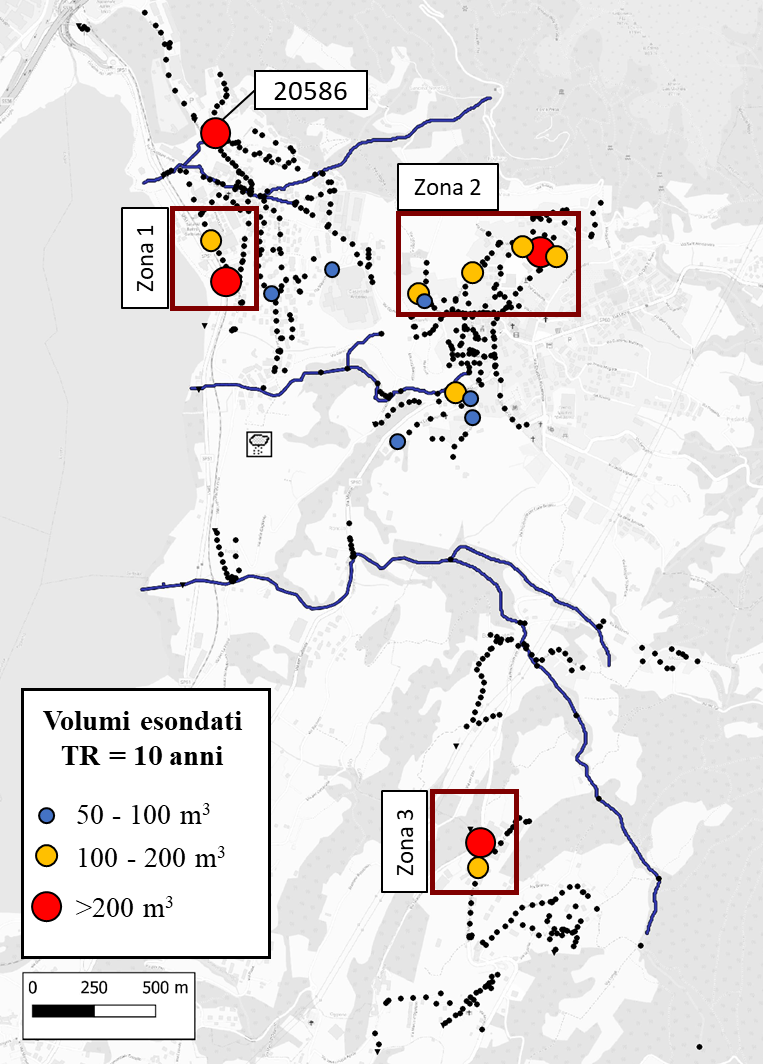 20586
Zona 2
Zona 1
Volumi esondati
TR = 10 anni
50 - 100 m³
100 - 200 m³
>200 m³
Zona 3
0 250 500 m